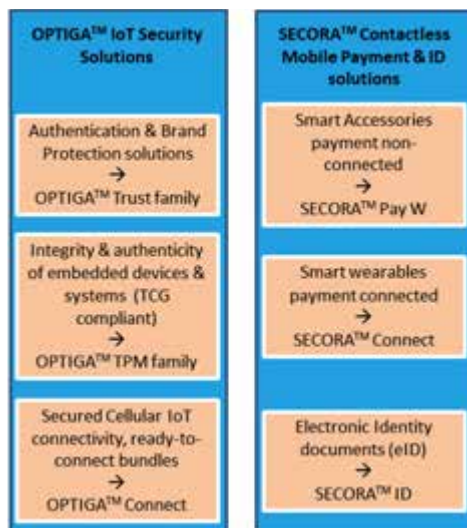 OPTIGA™ IoT Security
Solutions
Authentication & Brand
Protection solutions
→
OPTIGA™ Trust family
Integrity & authenticity
of embedded devices &
systems (TCG
compliant)
→
OPTIGA™ TPM family
Secured Cellular IoT
connectivity, ready-to-
connect bundles
→
OPTIGA™ Connect
SECORA™ Contactless
Mobile Payment & ID
solutions
Smart Accessories
payment non-
connected
→
SECORA™ Pay W
Smart wearables
payment connected
→
SECORA™ Connect
Electronic Identity
documents (eID)
→
SECORA™ ID